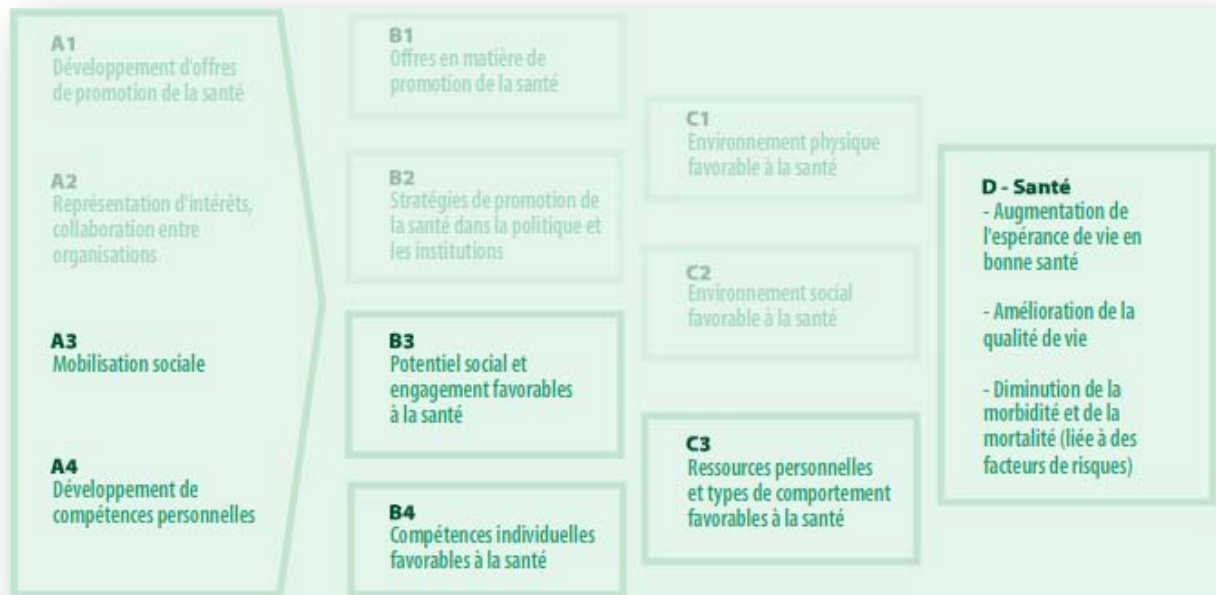 A1
Développement d'offres
de promotion de la santé
A2
Représentation d'intérêts,
collaboration entre
organisations
A3
Mobilisation sociale
A4
Développement de
compétences personnelles
B1
Offres en matière de
promotion de la santé
B2
Stratégies de promotion de
la santé dans la politique et
les institutions
B3
Potentiel social et
engagement favorables
à la santé
B4
Compétences individuelles
favorables à la santé
C1
Environnement physique
favorable à la santé
C2
Environnement social
favorable à la santé
C3
Ressources personnelles
et types de comportement
favorables à la santé
D - Santé
- Augmentation de
l'espérance de vie en
bonne santé
- Amélioration de la
qualité de vie
- Diminution de la
morbidité et de la
mortalité (liée à des
facteurs de risques)